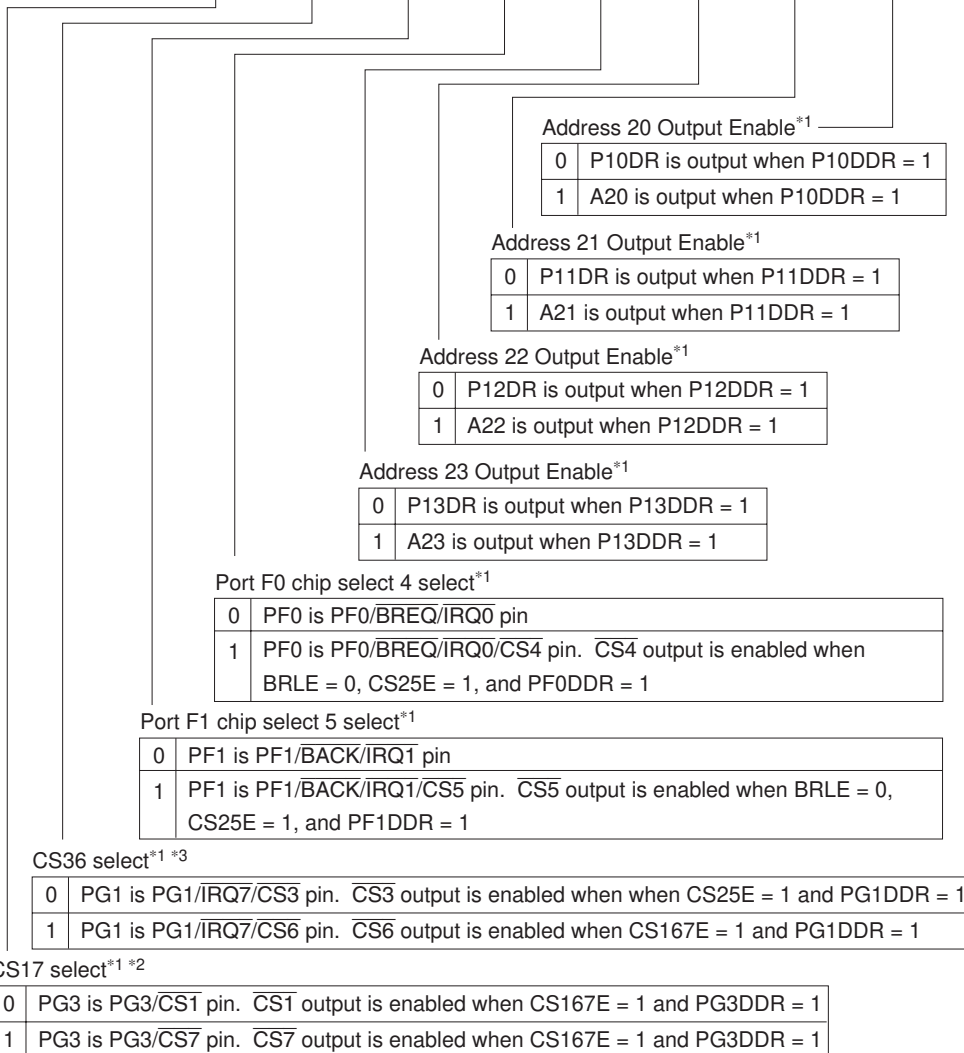 Address 20 Output Enable*1
0 P10DR is output when P10DDR = 1
1 A20 is output when P10DDR = 1
Address 21 Output Enable*1
0 P11DR is output when P11DDR = 1
1 A21 is output when P11DDR = 1
Address 22 Output Enable*1
0 P12DR is output when P12DDR = 1
1 A22 is output when P12DDR = 1
Address 23 Output Enable*1
0 P13DR is output when P13DDR = 1
1 A23 is output when P13DDR = 1
Port F0 chip select 4 select*1
0 PF0 is PF0/BREQ/IRQ0 pin
1 PF0 is PF0/BREQ/IRQ0/CS4 pin. CS4 output is enabled when
BRLE = 0, CS25E = 1, and PF0DDR = 1
Port F1 chip select 5 select*1
0 PF1 is PF1/BACK/IRQ1 pin
1 PF1 is PF1/BACK/IRQ1/CS5 pin. CS5 output is enabled when BRLE = 0,
CS25E = 1, and PF1DDR = 1
CS36 select*1 *3
0 PG1 is PG1/IRQ7/CS3 pin. CS3 output is enabled when when CS25E = 1 and PG1DDR = 1
1 PG1 is PG1/IRQ7/CS6 pin. CS6 output is enabled when CS167E = 1 and PG1DDR = 1
CS17 select*1 *2
0 PG3 is PG3/CS1 pin. CS1 output is enabled when CS167E = 1 and PG3DDR = 1
1 PG3 is PG3/CS7 pin. CS7 output is enabled when CS167E = 1 and PG3DDR = 1